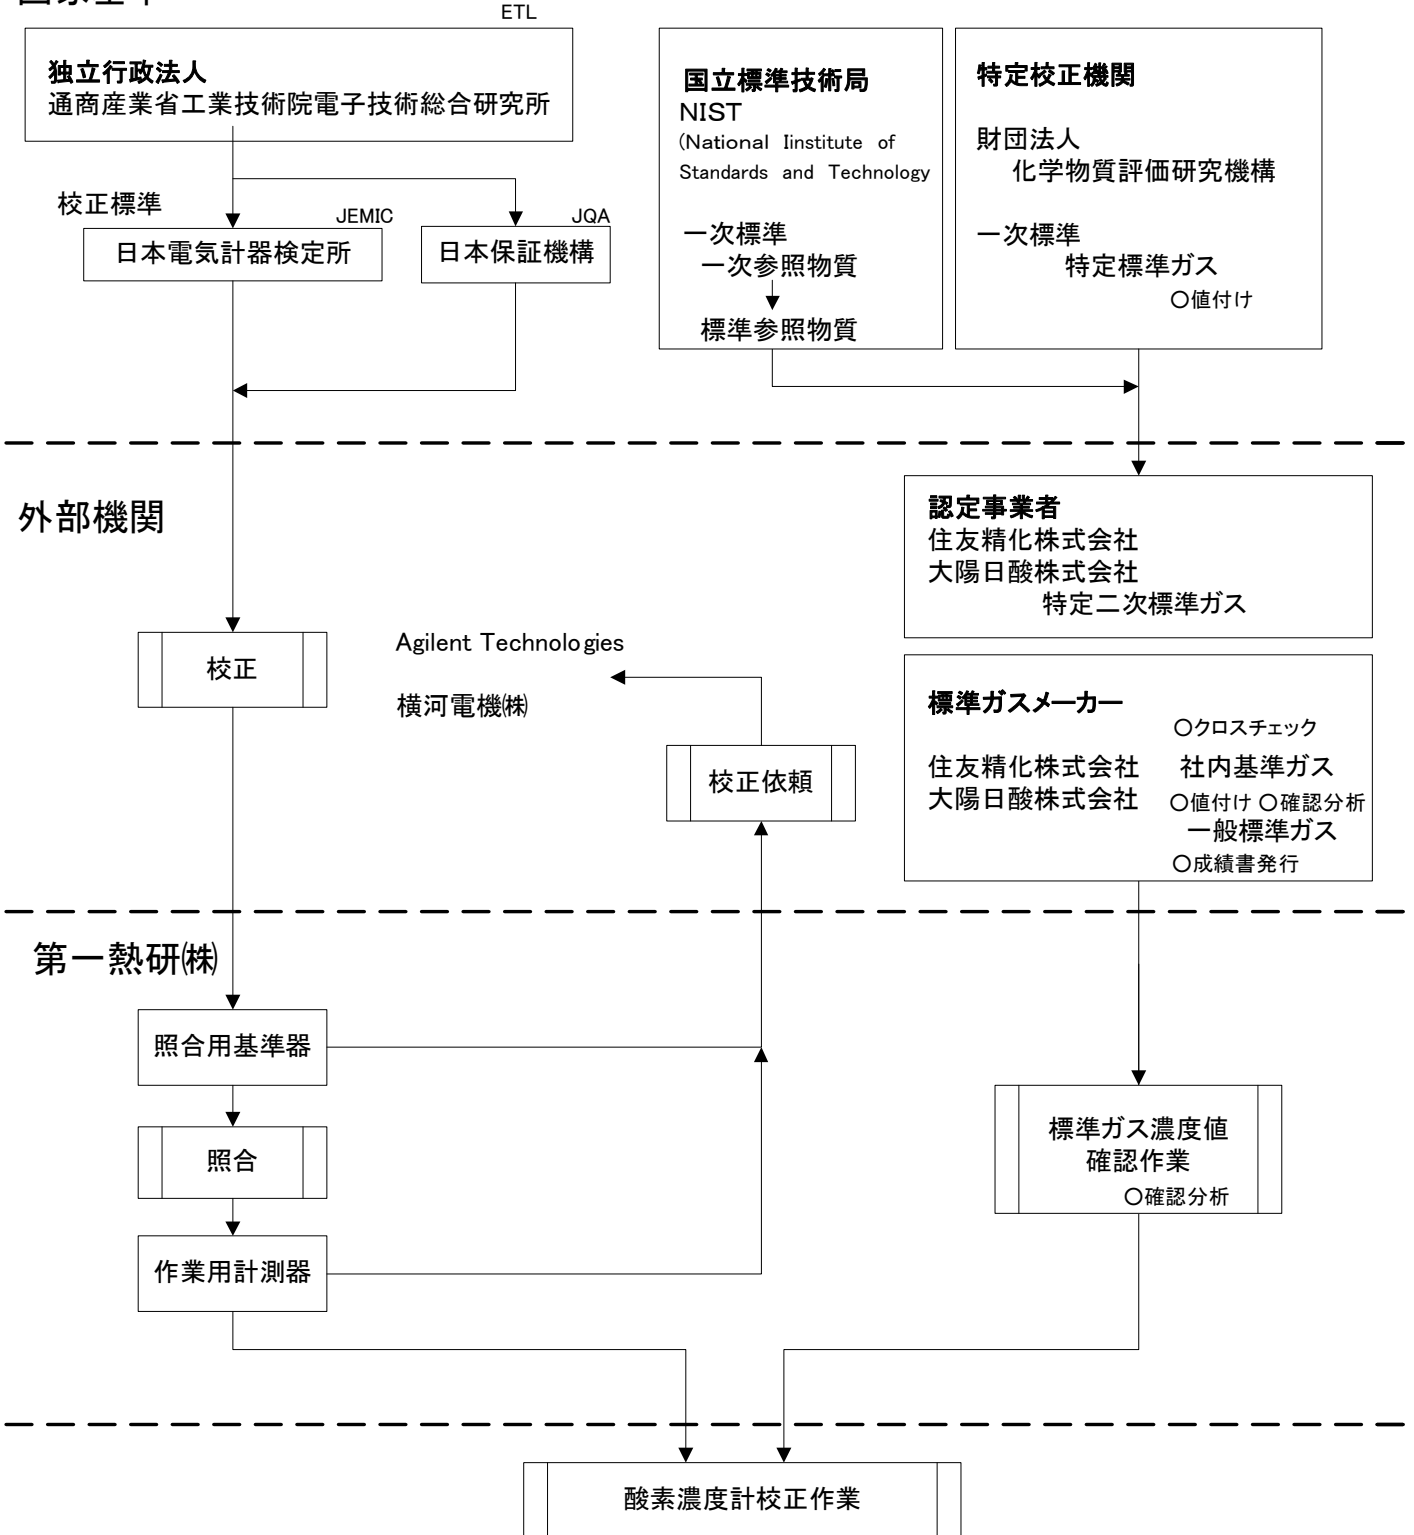 ETL
独立行政法人
通商産業省工業技術院電子技術総合研究所
校正標準
JEMIC
日本電気計器検定所
JQA
日本保証機構
国立標準技術局
NIST
(National Iinstitute of
Standards and Technology
一次標準
一次参照物質
標準参照物質
特定校正機関
財団法人
化学物質評価研究機構
一次標準
特定標準ガス
○値付け
外部機関
認定事業者
住友精化株式会社
大陽日酸株式会社
特定二次標準ガス
校正
Agilent Technologies
横河電機㈱
校正依頼
標準ガスメーカー
○クロスチェック
住友精化株式会社 社内基準ガス
大陽日酸株式会社 ○値付け ○確認分析
一般標準ガス
○成績書発行
第一熱研㈱
照合用基準器
照合
作業用計測器
標準ガス濃度値
確認作業
○確認分析
酸素濃度計校正作業